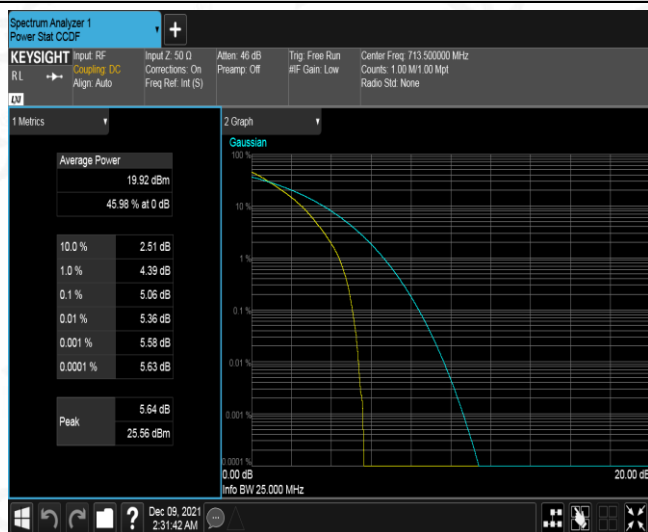 Spectrum Analyzer 1
Power Stat CCDF
KEYSIGHT
RL
Input: RF
Coupling: DC
Align: Auto
Input Z: 50 Ω
Corrections: On
Freq Ref: Int (S)
Atten: 46 dB
Preamp: Off
Trig: Free Run
#IF Gain: Low
Center Freq: 713.500000 MHz
Counts: 1.00 M/1.00 Mpt
Radio Std: None
1 Metrics
Average Power
19.92 dBm
45.98 % at 0 dB
10.0 % 2.51 dB
1.0 % 4.39 dB
0.1 % 5.06 dB
0.01 % 5.36 dB
0.001 % 5.58 dB
0.0001 % 5.63 dB
Peak
5.64 dB
25.56 dBm
2 Graph
Gaussian
100 %
10 %
1 %
0.1 %
0.01 %
0.001 %
0.0001 %
0.00 dB
20.00 dB
Info BW 25.000 MHz
?
Dec 09, 2021
2:31:42 AM